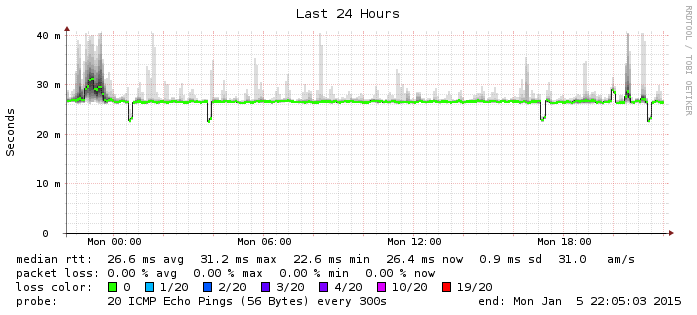 Last 24 Hours
RRDTOOL / TOBI OETIKER
Seconds
40 m
30 m
20 m
10 m
0
Mon 00:00 Mon 06:00 Mon 12:00 Mon 18:00
median rtt: 26.6 ms avg 31.2 ms max 22.6 ms min 26.4 ms now 0.9 ms sd 31.0 am/s
packet loss: 0.00 % avg 0.00 % max 0.00 % min 0.00 % now
loss color: 0 1/20 2/20 3/20 4/20 10/20 19/20
probe: 20 ICMP Echo Pings (56 Bytes) every 300s end: Mon Jan 5 22:05:03 2015